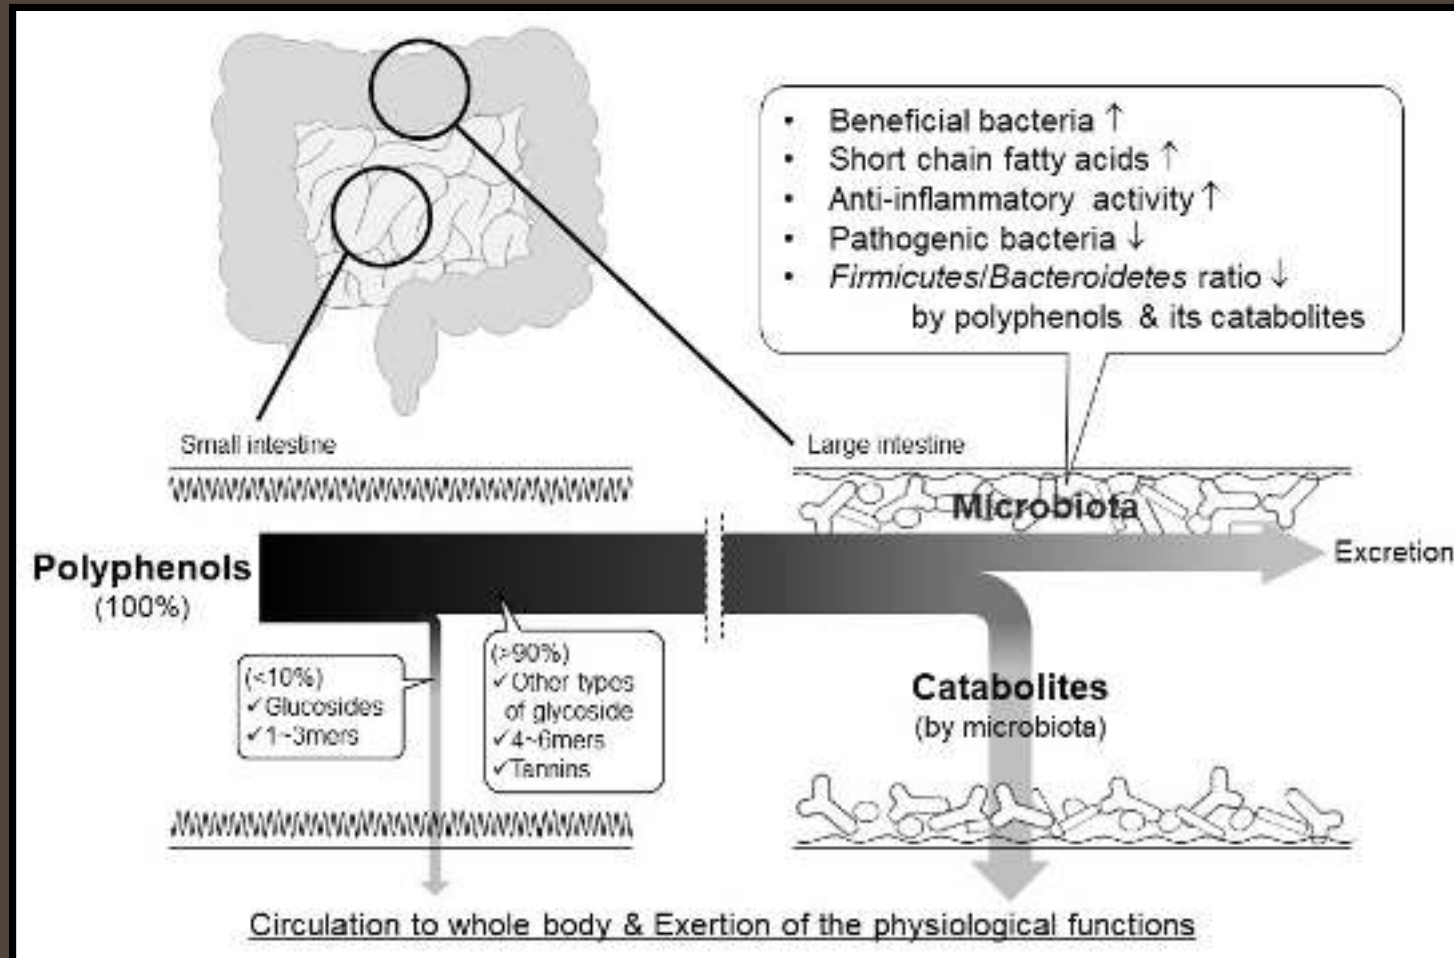 • Beneficial bacteria ↑
• Short chain fatty acids ↑
• Anti-inflammatory activity ↑
• Pathogenic bacteria ↓
• Firmicutes/Bacteroidetes ratio ↓
by polyphenols & its catabolites
Small intestine
Large intestine
Microbiota
Polyphenols
(100%)
Excretion
(<10%)
✓Glucosides
✓1~3mers
(>90%)
✓Other types
of glycoside
✓4~6mers
✓Tannins
Catabolites
(by microbiota)
Circulation to whole body & Exertion of the physiological functions